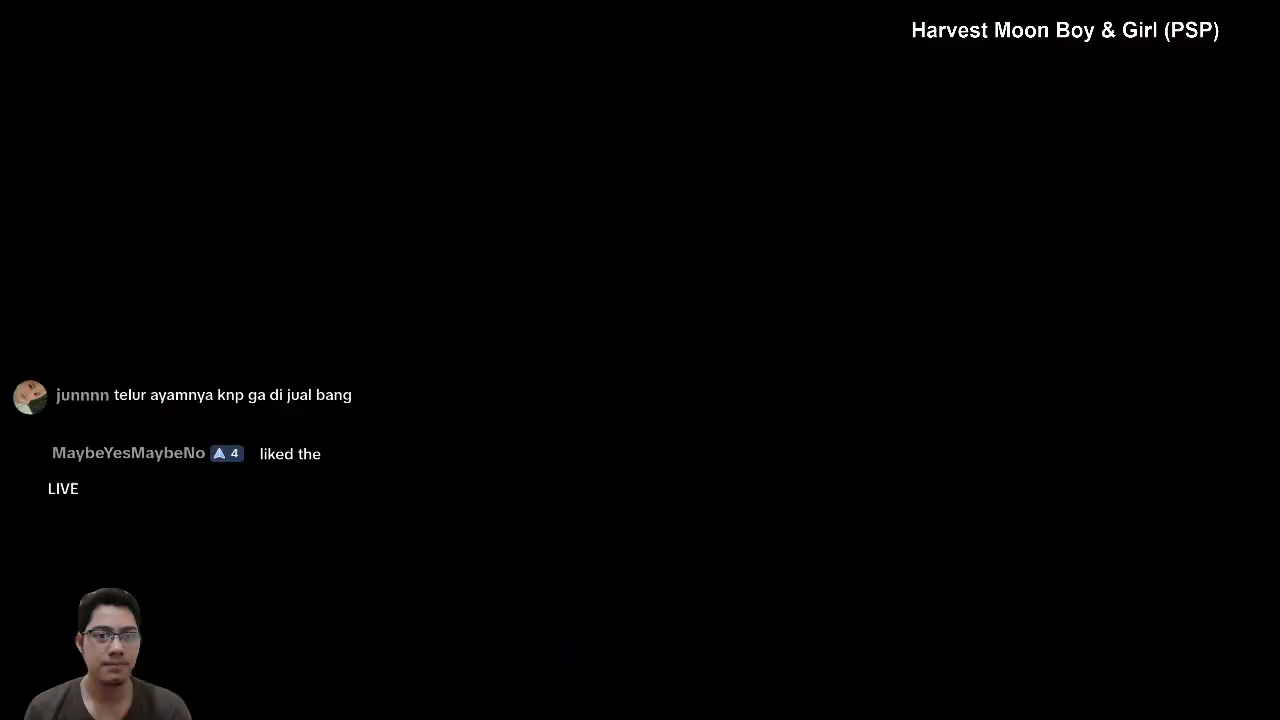 Harvest Moon Boy & Girl (PSP)
junnnn telur ayamnya knp ga di jual bang
MaybeYesMaybeNo 4 liked the
LIVE